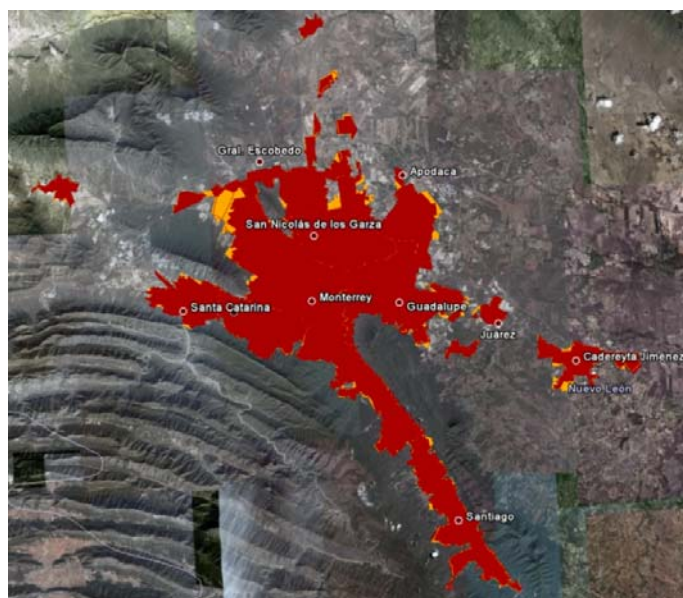 Gral. Escobedo
Apodaca
San Nicolás de los Garza
Santa Catarina
Monterrey
Guadalupe
Juárez
Cadereyta Jiménez
Nuevo León
Santiago